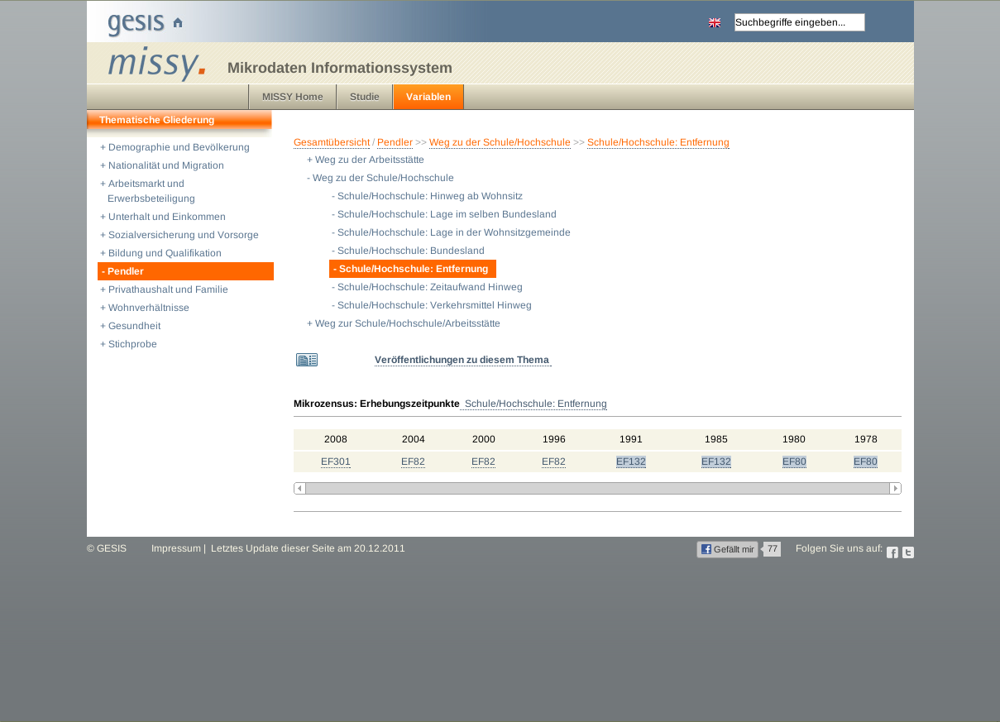 gesis
Suchbegriffe eingeben...
missy.
Mikrodaten Informationssystem
MISSY Home Studie Variablen
Thematische Gliederung
+ Demographie und Bevölkerung
+ Nationalität und Migration
+ Arbeitsmarkt und
Erwerbsbeteiligung
+ Unterhalt und Einkommen
+ Sozialversicherung und Vorsorge
+ Bildung und Qualifikation
- Pendler
+ Privathaushalt und Familie
+ Wohnverhältnisse
+ Gesundheit
+ Stichprobe
Gesamtübersicht / Pendler >> Weg zu der Schule/Hochschule >> Schule/Hochschule: Entfernung
+ Weg zu der Arbeitsstätte
- Weg zu der Schule/Hochschule
- Schule/Hochschule: Hinweg ab Wohnsitz
- Schule/Hochschule: Lage im selben Bundesland
- Schule/Hochschule: Lage in der Wohnsitzgemeinde
- Schule/Hochschule: Bundesland
- Schule/Hochschule: Entfernung
- Schule/Hochschule: Zeitaufwand Hinweg
- Schule/Hochschule: Verkehrsmittel Hinweg
+ Weg zur Schule/Hochschule/Arbeitsstätte
Veröffentlichungen zu diesem Thema
Mikrozensus: Erhebungszeitpunkte Schule/Hochschule: Entfernung
2008 2004 2000 1996 1991 1985 1980 1978
EF301 EF82 EF82 EF82 EF132 EF132 EF80 EF80
© GESIS Impressum | Letztes Update dieser Seite am 20.12.2011 Gefällt mir 77 Folgen Sie uns auf: